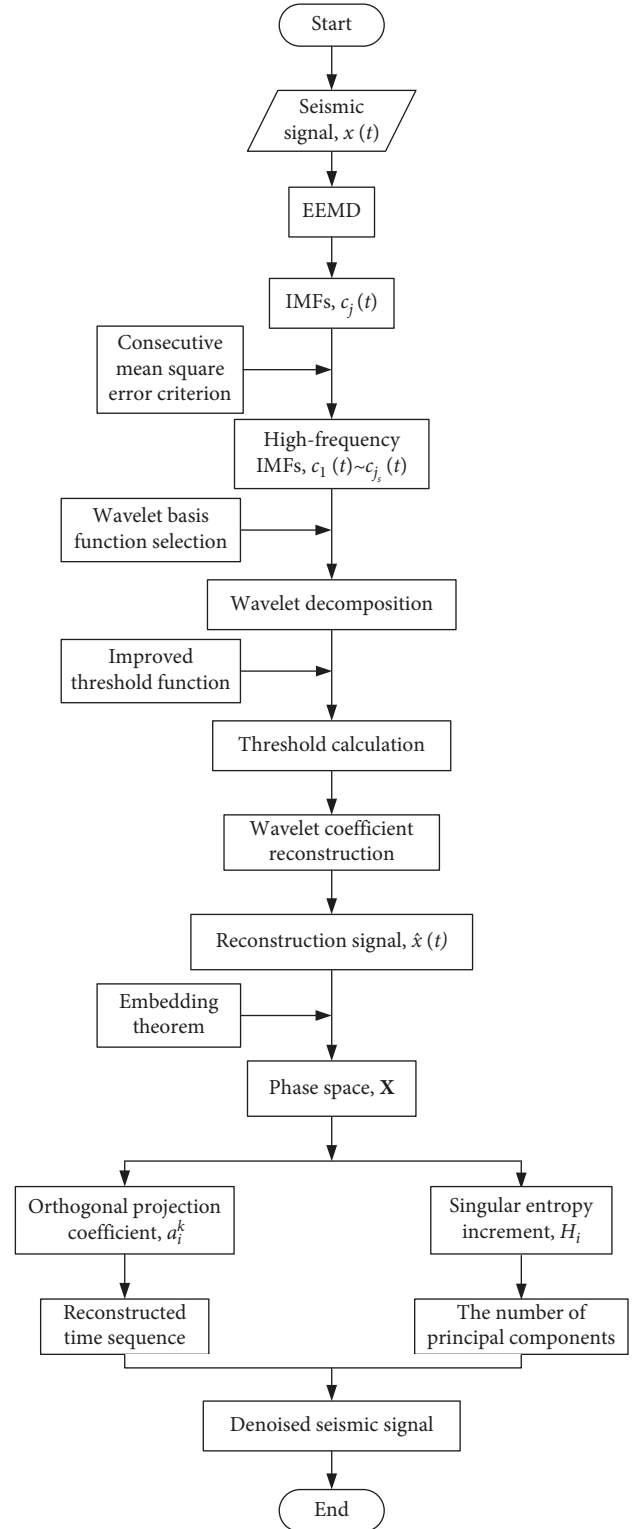 Start
Seismic
signal, x (t)
EEMD
IMFs, c_j (t)
Consecutive
mean square
error criterion
High-frequency
IMFs, c_1 (t)~c_{j_s} (t)
Wavelet basis
function selection
Wavelet decomposition
Improved
threshold function
Threshold calculation
Wavelet coefficient
reconstruction
Reconstruction signal, x̂ (t)
Embedding
theorem
Phase space, X
Orthogonal projection
coefficient, a_i^k
Singular entropy
increment, H_i
Reconstructed
time sequence
The number of
principal components
Denoised seismic signal
End